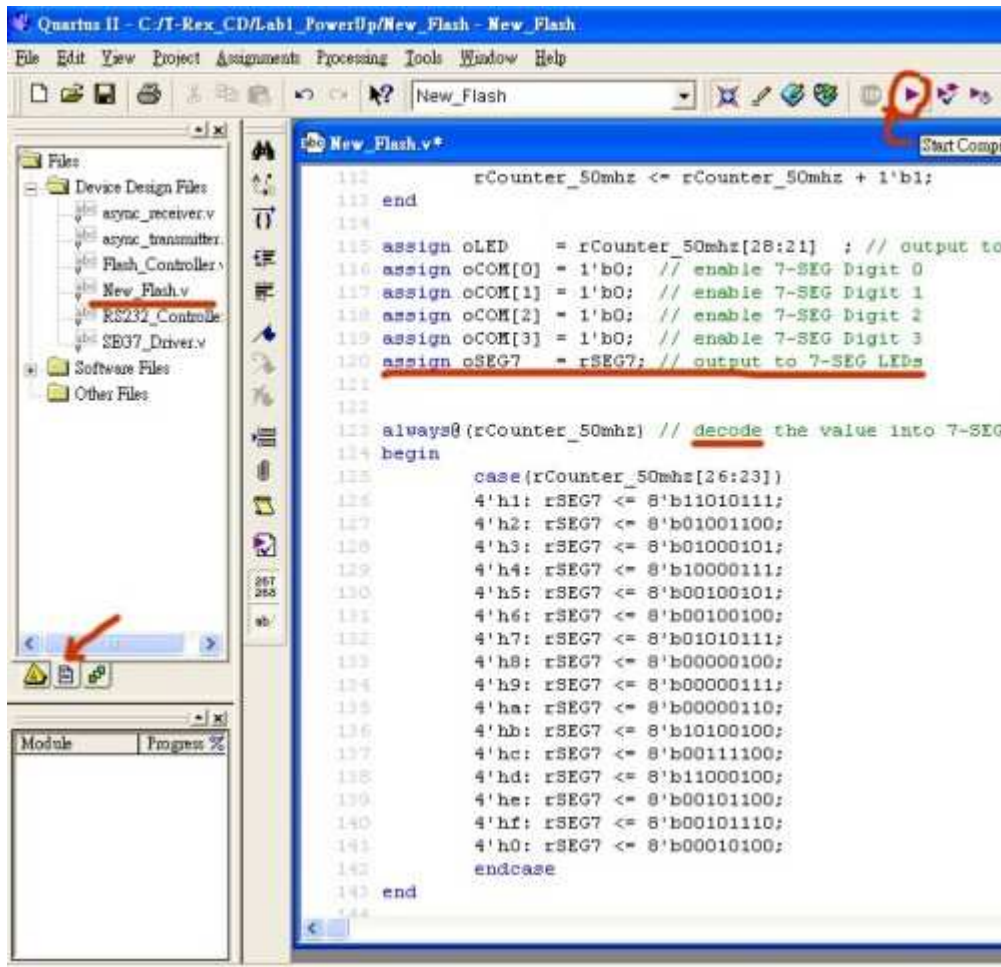 Quartus II - C:/T-Rex_CD/Lab1_PowerUp/New_Flash - New_Flash
File Edit View Project Assignments Processing Tools Window Help
New_Flash
Start Compi
Files
Device Design Files
async_receiver.v
async_transmitter.
Flash_Controller
New_Flash.v
RS232_Controlle
SEG7_Driver.v
Software Files
Other Files
Module Progress %
267
268
ab/
New_Flash.v*
112 rCounter_50mhz <= rCounter_50mhz + 1'b1;
113 end
114
115 assign oLED = rCounter_50mhz[28:21] ; // output to
116 assign oCOM[0] = 1'b0; // enable 7-SEG Digit 0
117 assign oCOM[1] = 1'b0; // enable 7-SEG Digit 1
118 assign oCOM[2] = 1'b0; // enable 7-SEG Digit 2
119 assign oCOM[3] = 1'b0; // enable 7-SEG Digit 3
120 assign oSEG7 = rSEG7; // output to 7-SEG LEDs
121
122
123 always@(rCounter_50mhz) // decode the value into 7-SEG
124 begin
125 case(rCounter_50mhz[26:23])
126 4'h1: rSEG7 <= 8'b11010111;
127 4'h2: rSEG7 <= 8'b01001100;
128 4'h3: rSEG7 <= 8'b01000101;
129 4'h4: rSEG7 <= 8'b10000111;
130 4'h5: rSEG7 <= 8'b00100101;
131 4'h6: rSEG7 <= 8'b00100100;
132 4'h7: rSEG7 <= 8'b01010111;
133 4'h8: rSEG7 <= 8'b00000100;
134 4'h9: rSEG7 <= 8'b00000111;
135 4'ha: rSEG7 <= 8'b00000110;
136 4'hb: rSEG7 <= 8'b10100100;
137 4'hc: rSEG7 <= 8'b00111100;
138 4'hd: rSEG7 <= 8'b11000100;
139 4'he: rSEG7 <= 8'b00101100;
140 4'hf: rSEG7 <= 8'b00101110;
141 4'h0: rSEG7 <= 8'b00010100;
142 endcase
143 end
144